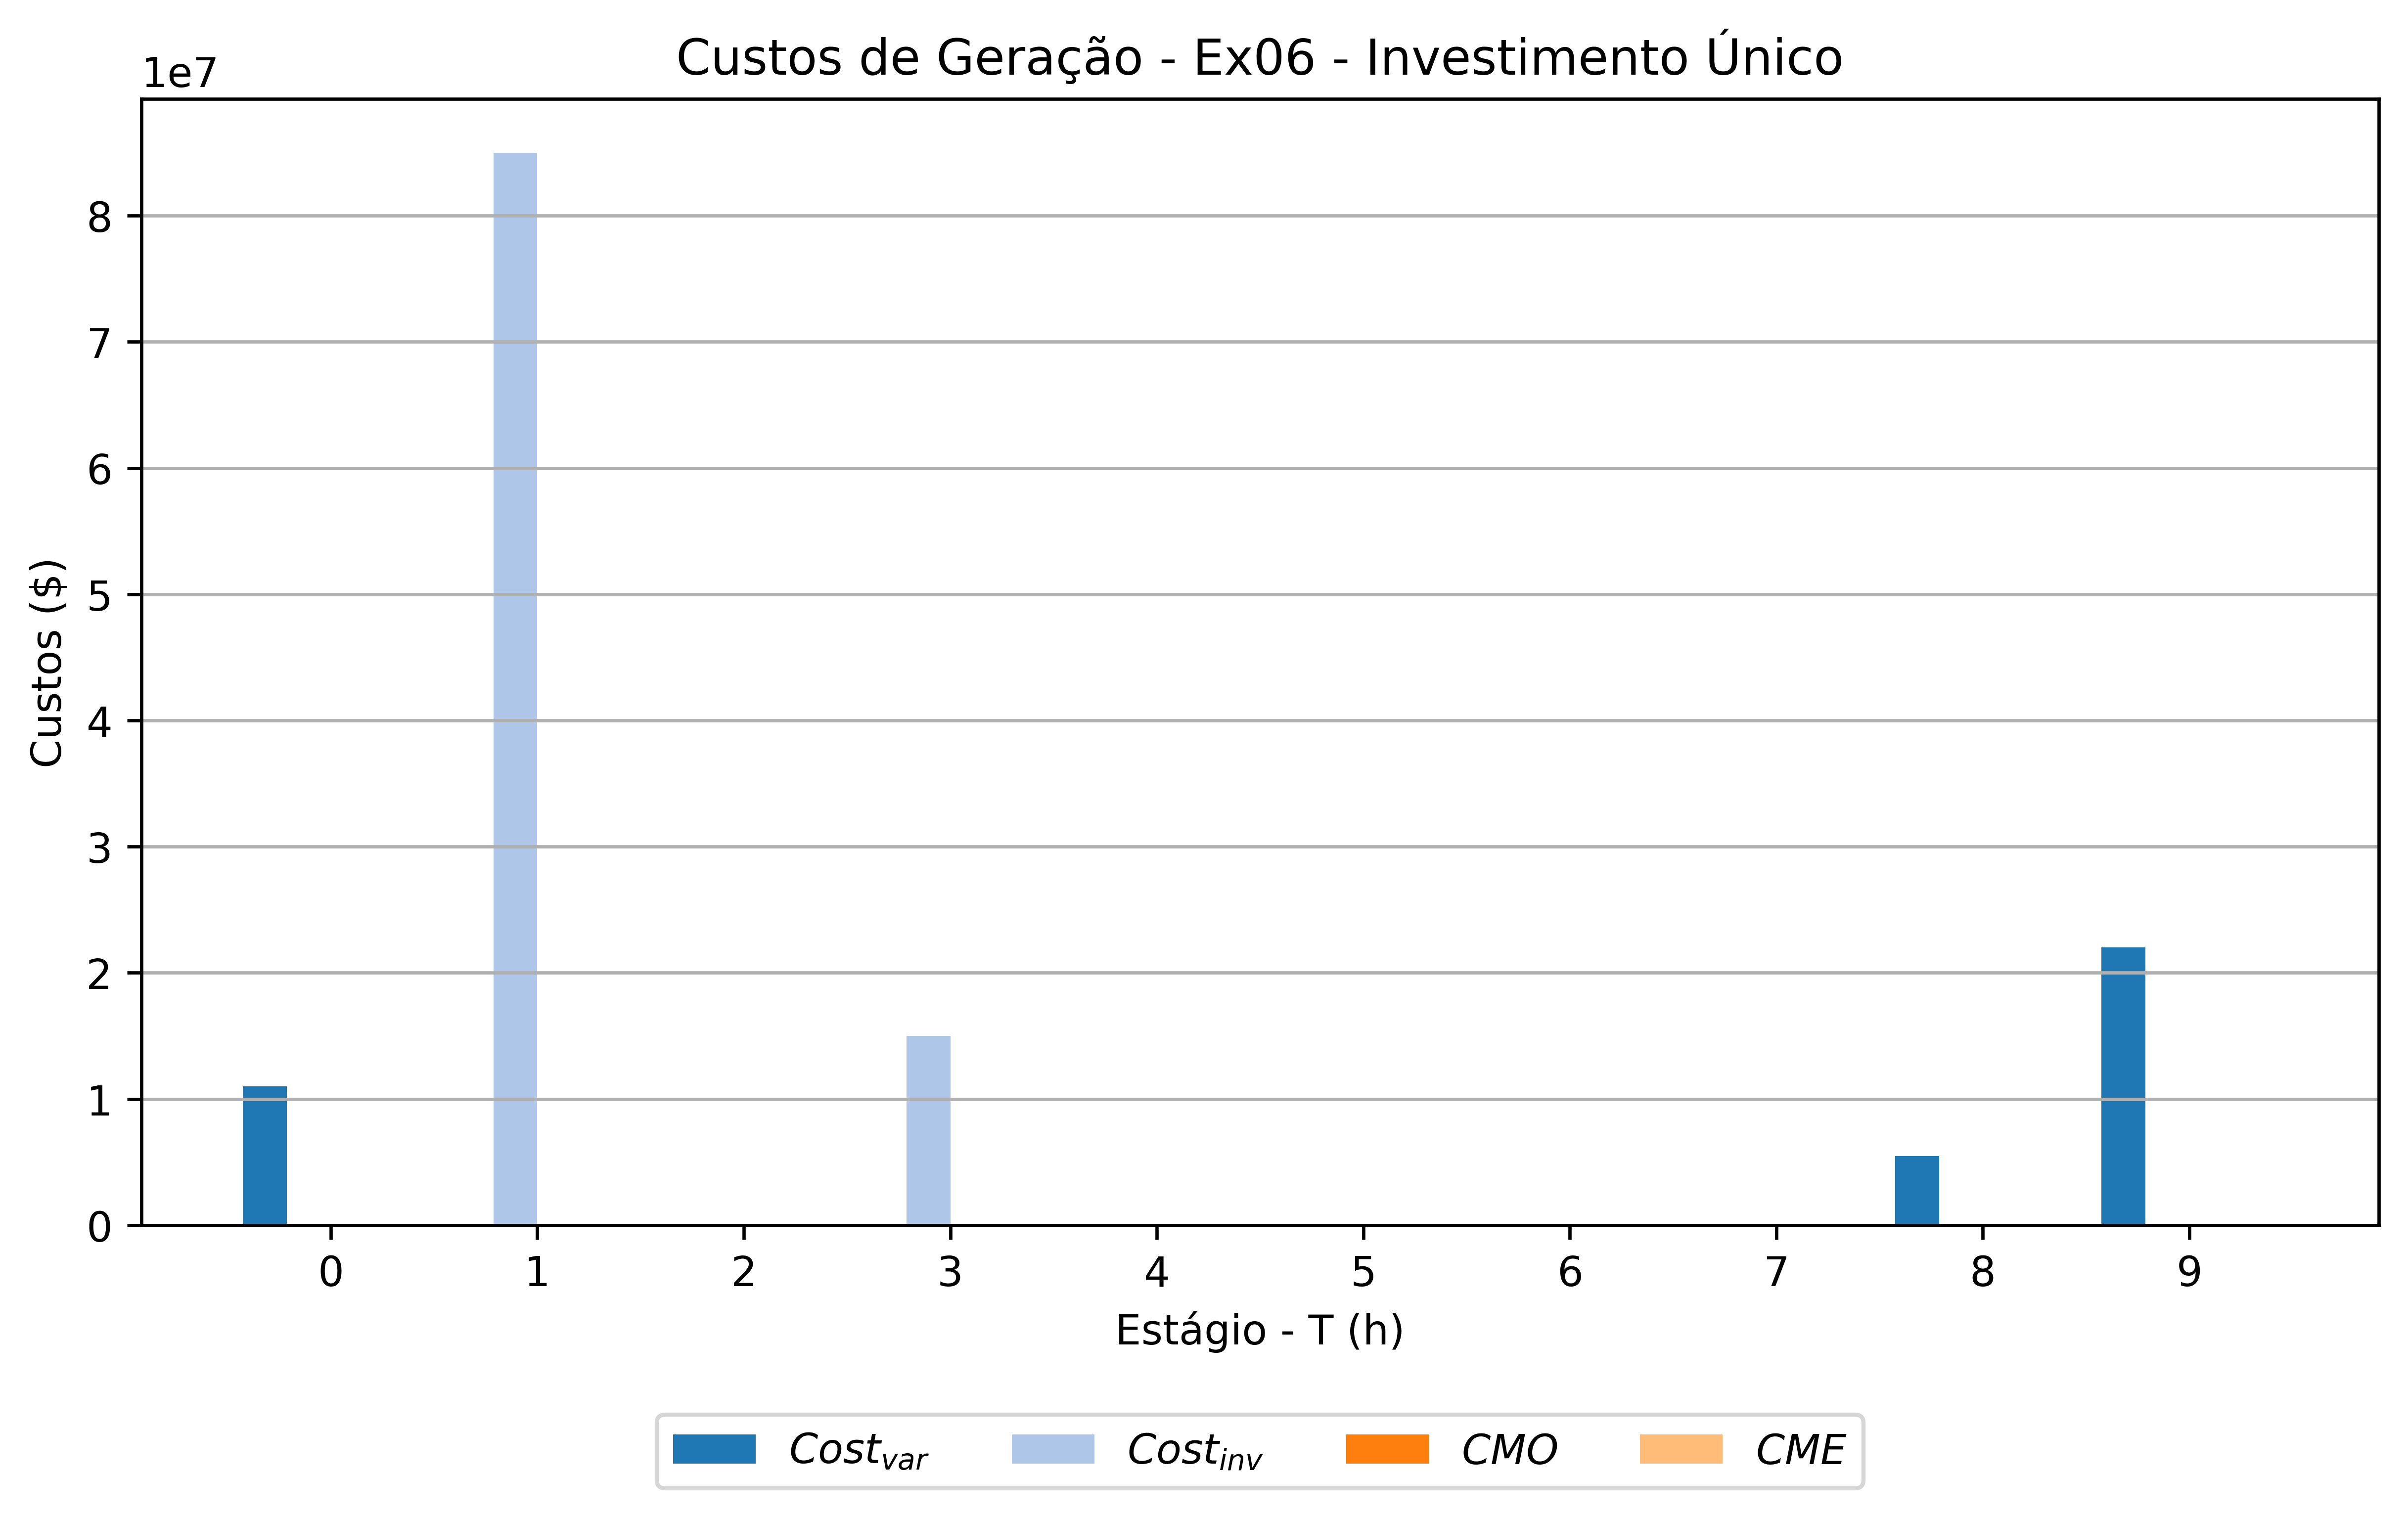 Custos de Geração - Ex06 - Investimento Único
1e7
8
7
6
5
4
3
2
1
0
Custos ($)
0 1 2 3 4 5 6 7 8 9
Estágio - T (h)
Cost_var Cost_inv CMO CME